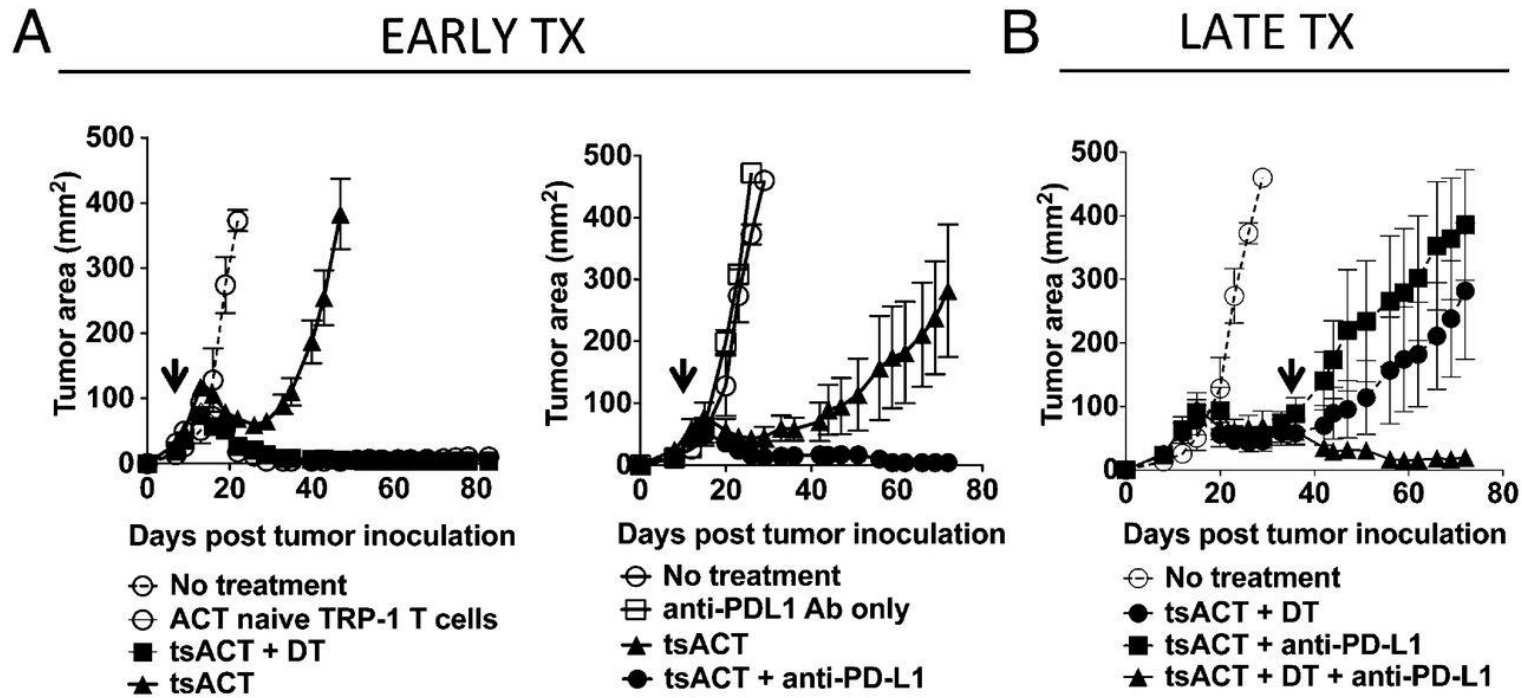 A
EARLY TX
B
LATE TX
Tumor area (mm²)
500
400
300
200
100
0
0 20 40 60 80
Days post tumor inoculation
No treatment
ACT naive TRP-1 T cells
tsACT + DT
tsACT
Tumor area (mm²)
500
400
300
200
100
0
0 20 40 60 80
Days post tumor inoculation
No treatment
anti-PDL1 Ab only
tsACT
tsACT + anti-PD-L1
Tumor area (mm²)
500
400
300
200
100
0
0 20 40 60 80
Days post tumor inoculation
No treatment
tsACT + DT
tsACT + anti-PD-L1
tsACT + DT + anti-PD-L1